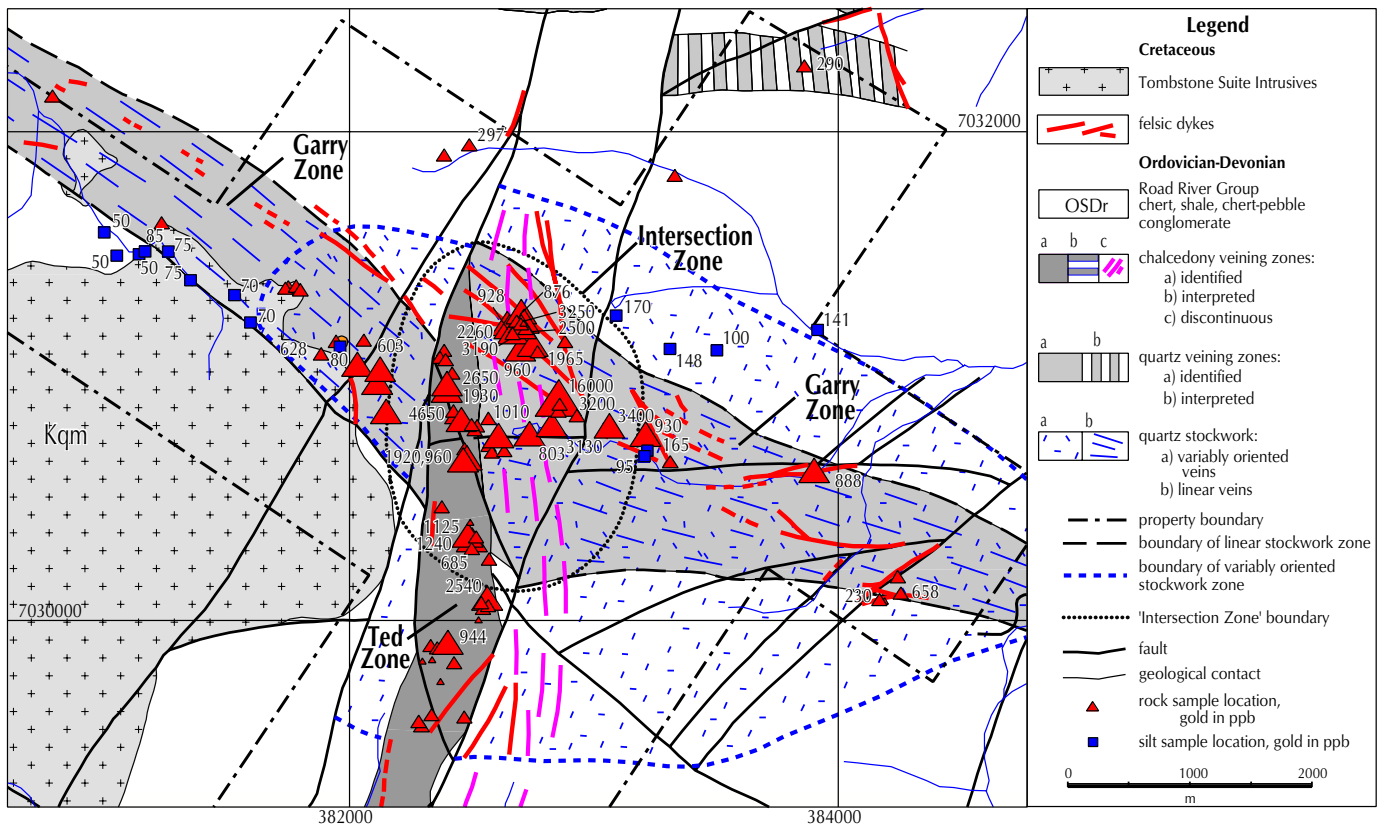 290
7032000
297
Garry
Zone
Intersection
Zone
50
85
75
50
50
75
70
70
170
141
100
148
928
876
3250
2500
2260
3190
1965
960
603
628
80
2650
1930
16000
3200
Garry
Zone
4650
1010
3400
930
165
803
3130
95
1920,960
888
Kqm
1125
1240
685
2540
230
658
7030000
Ted
Zone
944
382000
384000
Legend
Cretaceous
Tombstone Suite Intrusives
felsic dykes
Ordovician-Devonian
OSDr
Road River Group
chert, shale, chert-pebble
conglomerate
a b c
chalcedony veining zones:
a) identified
b) interpreted
c) discontinuous
a b
quartz veining zones:
a) identified
b) interpreted
a b
quartz stockwork:
a) variably oriented
veins
b) linear veins
property boundary
boundary of linear stockwork zone
boundary of variably oriented
stockwork zone
'Intersection Zone' boundary
fault
geological contact
rock sample location,
gold in ppb
silt sample location, gold in ppb
0 1000 2000
m